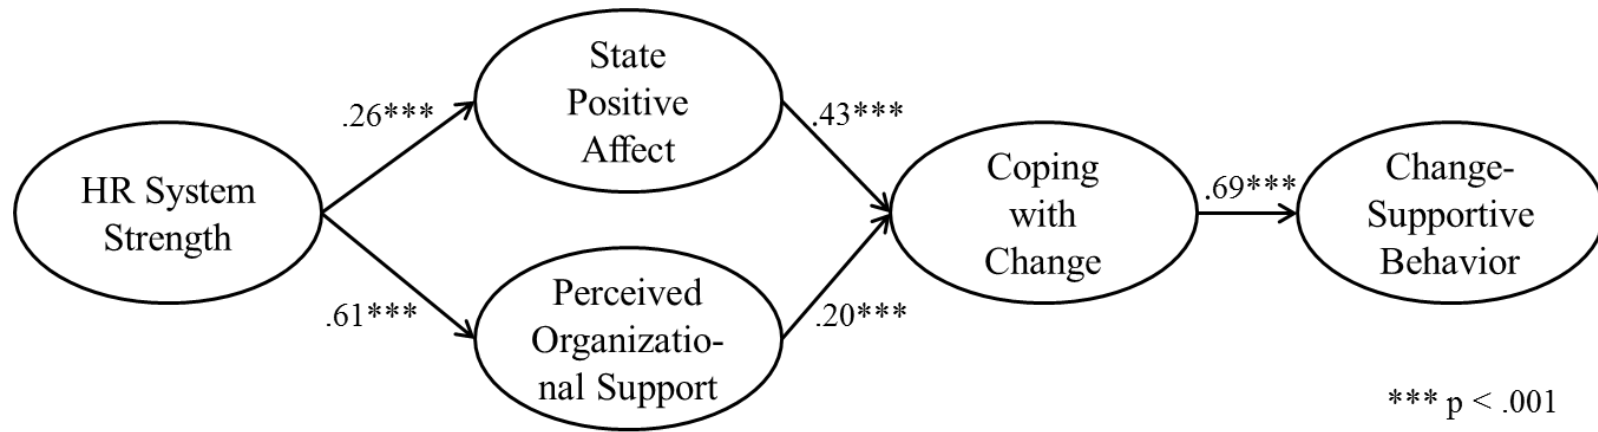 HR System
Strength
.26***
.61***
State
Positive
Affect
Perceived
Organizatio-
nal Support
.43***
.20***
Coping
with
Change
.69***
Change-
Supportive
Behavior
*** p < .001